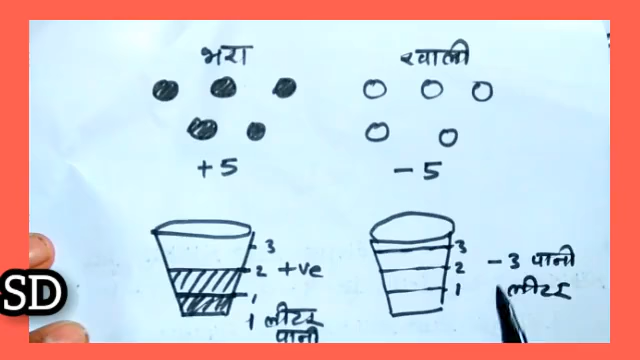 भरा खाली
+5 -5
3 3
2 +ve 2 -3 पानी
1 1 लीटर
1 लीटर
पानी
SD